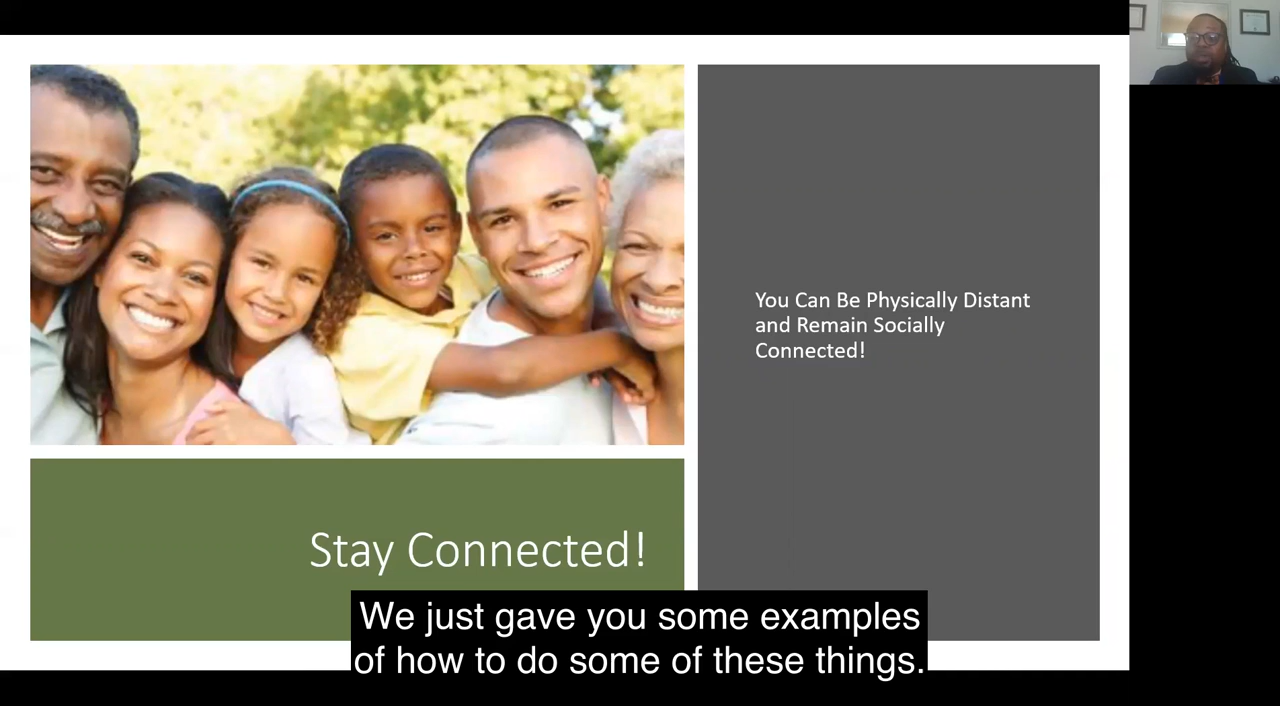 You Can Be Physically Distant
and Remain Socially
Connected!
Stay Connected!
We just gave you some examples
of how to do some of these things.